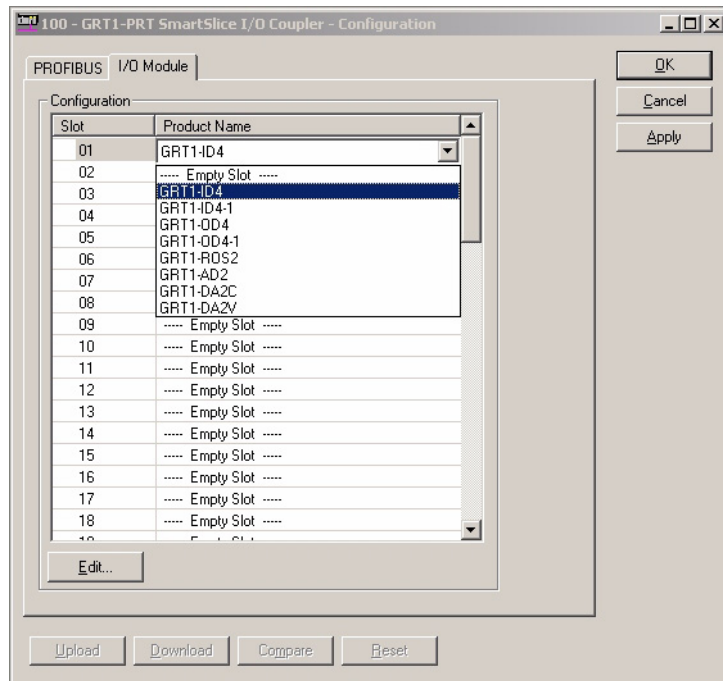 100 - GRT1-PRT SmartSlice I/O Coupler - Configuration
PROFIBUS I/O Module
OK
Cancel
Apply
Configuration
Slot Product Name
01 GRT1-ID4
02 ----- Empty Slot -----
03 GRT1-ID4
GRT1-ID4-1
04 GRT1-OD4
05 GRT1-OD4-1
06 GRT1-ROS2
07 GRT1-AD2
GRT1-DA2C
08 GRT1-DA2V
09 ----- Empty Slot -----
10 ----- Empty Slot -----
11 ----- Empty Slot -----
12 ----- Empty Slot -----
13 ----- Empty Slot -----
14 ----- Empty Slot -----
15 ----- Empty Slot -----
16 ----- Empty Slot -----
17 ----- Empty Slot -----
18 ----- Empty Slot -----
Edit...
Upload Download Compare Reset